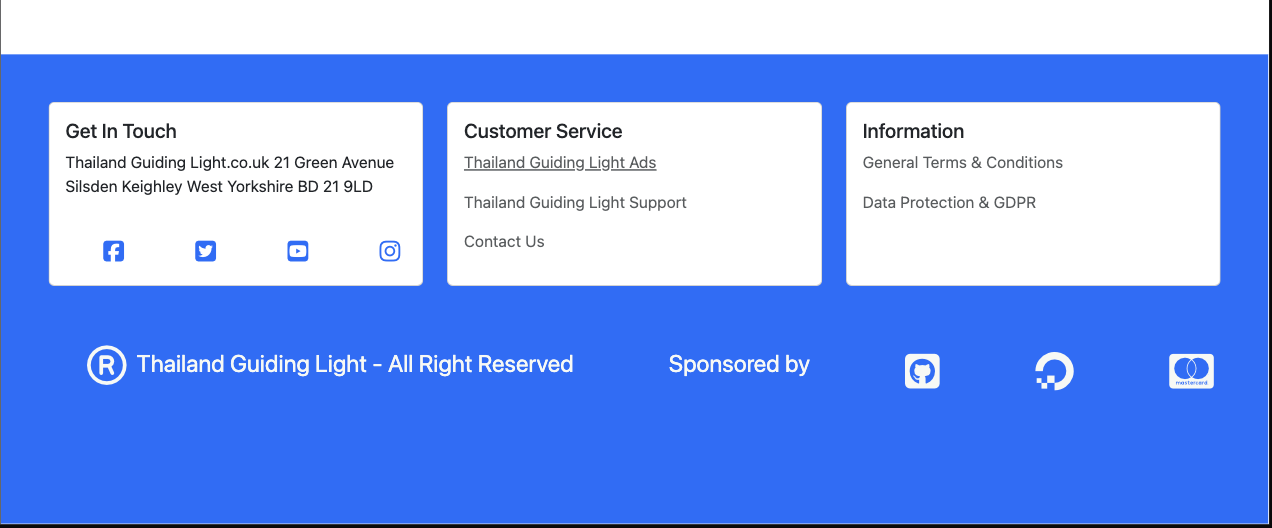 Get In Touch
Thailand Guiding Light.co.uk 21 Green Avenue
Silsden Keighley West Yorkshire BD 21 9LD
Customer Service
Thailand Guiding Light Ads
Thailand Guiding Light Support
Contact Us
Information
General Terms & Conditions
Data Protection & GDPR
® Thailand Guiding Light - All Right Reserved
Sponsored by
mastercard